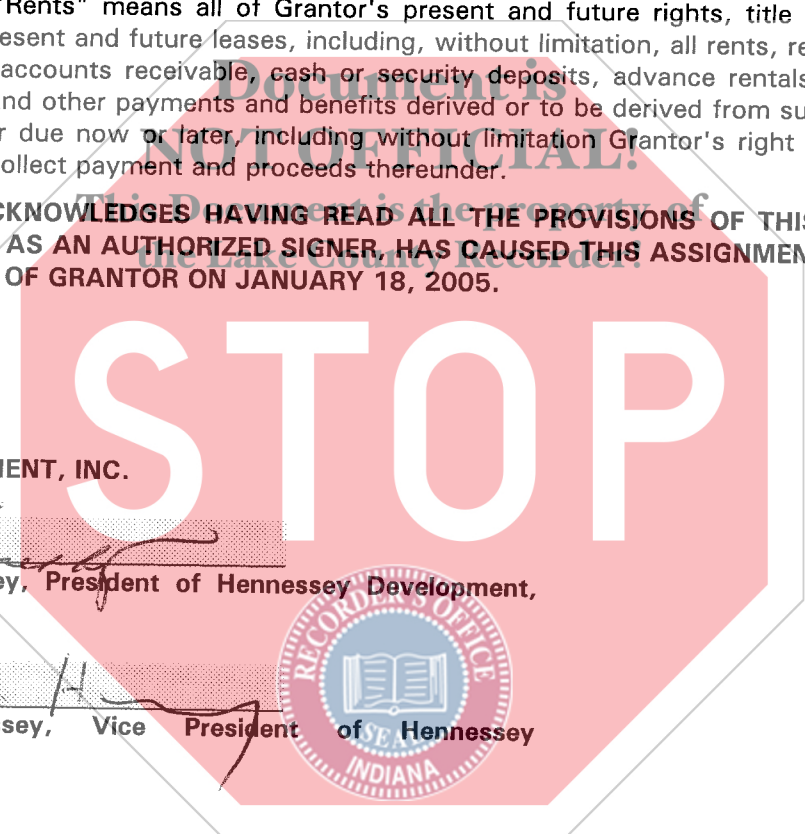 "Rents" means all of Grantor's present and future rights, title
esent and future leases, including, without limitation, all rents, re
accounts receivable, cash or security deposits, advance rentals
nd other payments and benefits derived or to be derived from su
r due now or later, including without limitation Grantor's right
ollect payment and proceeds thereunder.
Document is
NOT OFFICIAL!
This Document is the property of
the Lake County Recorder!
CKNOWLEDGES HAVING READ ALL THE PROVISIONS OF THIS
AS AN AUTHORIZED SIGNER, HAS CAUSED THIS ASSIGNMEN
OF GRANTOR ON JANUARY 18, 2005.
STOP
MENT, INC.
ey, President of Hennessey Development,
ssey, Vice President of Hennessey
RECORDER'S OFFICE
SEAL
INDIANA